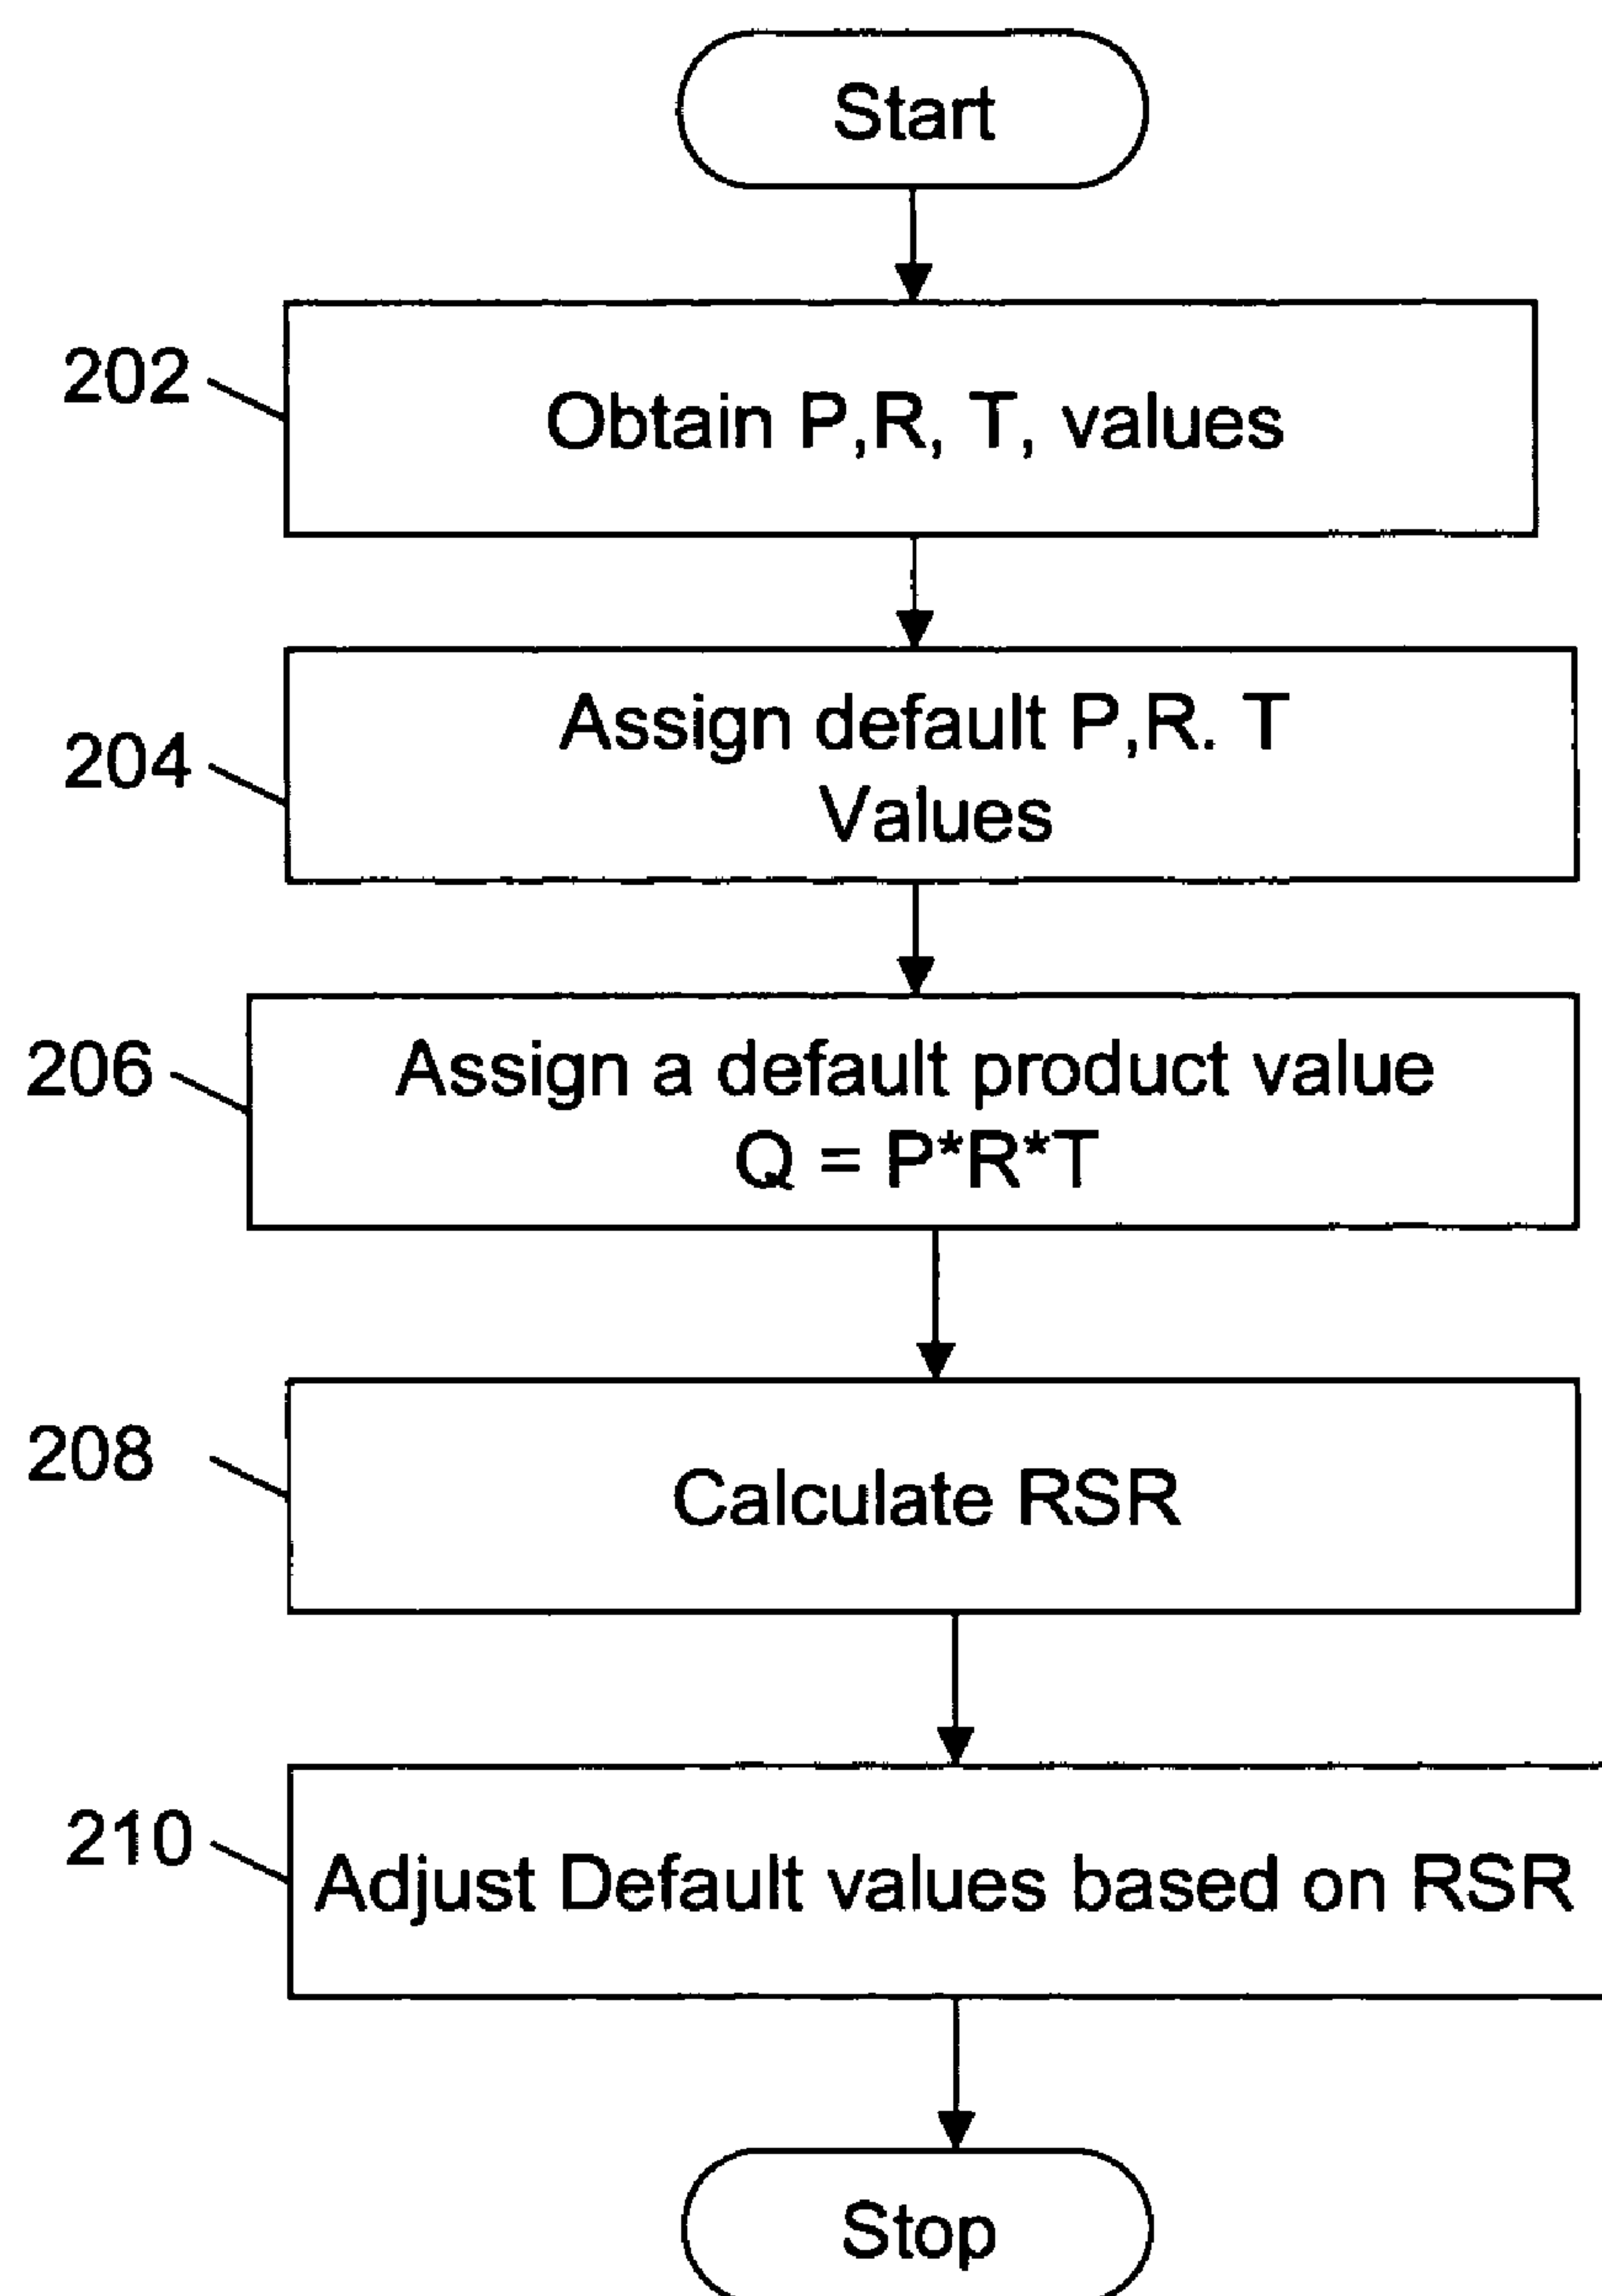 Start
202
Obtain P,R, T, values
204
Assign default P,R. T
Values
206
Assign a default product value
Q = P*R*T
208
Calculate RSR
210
Adjust Default values based on RSR
Stop